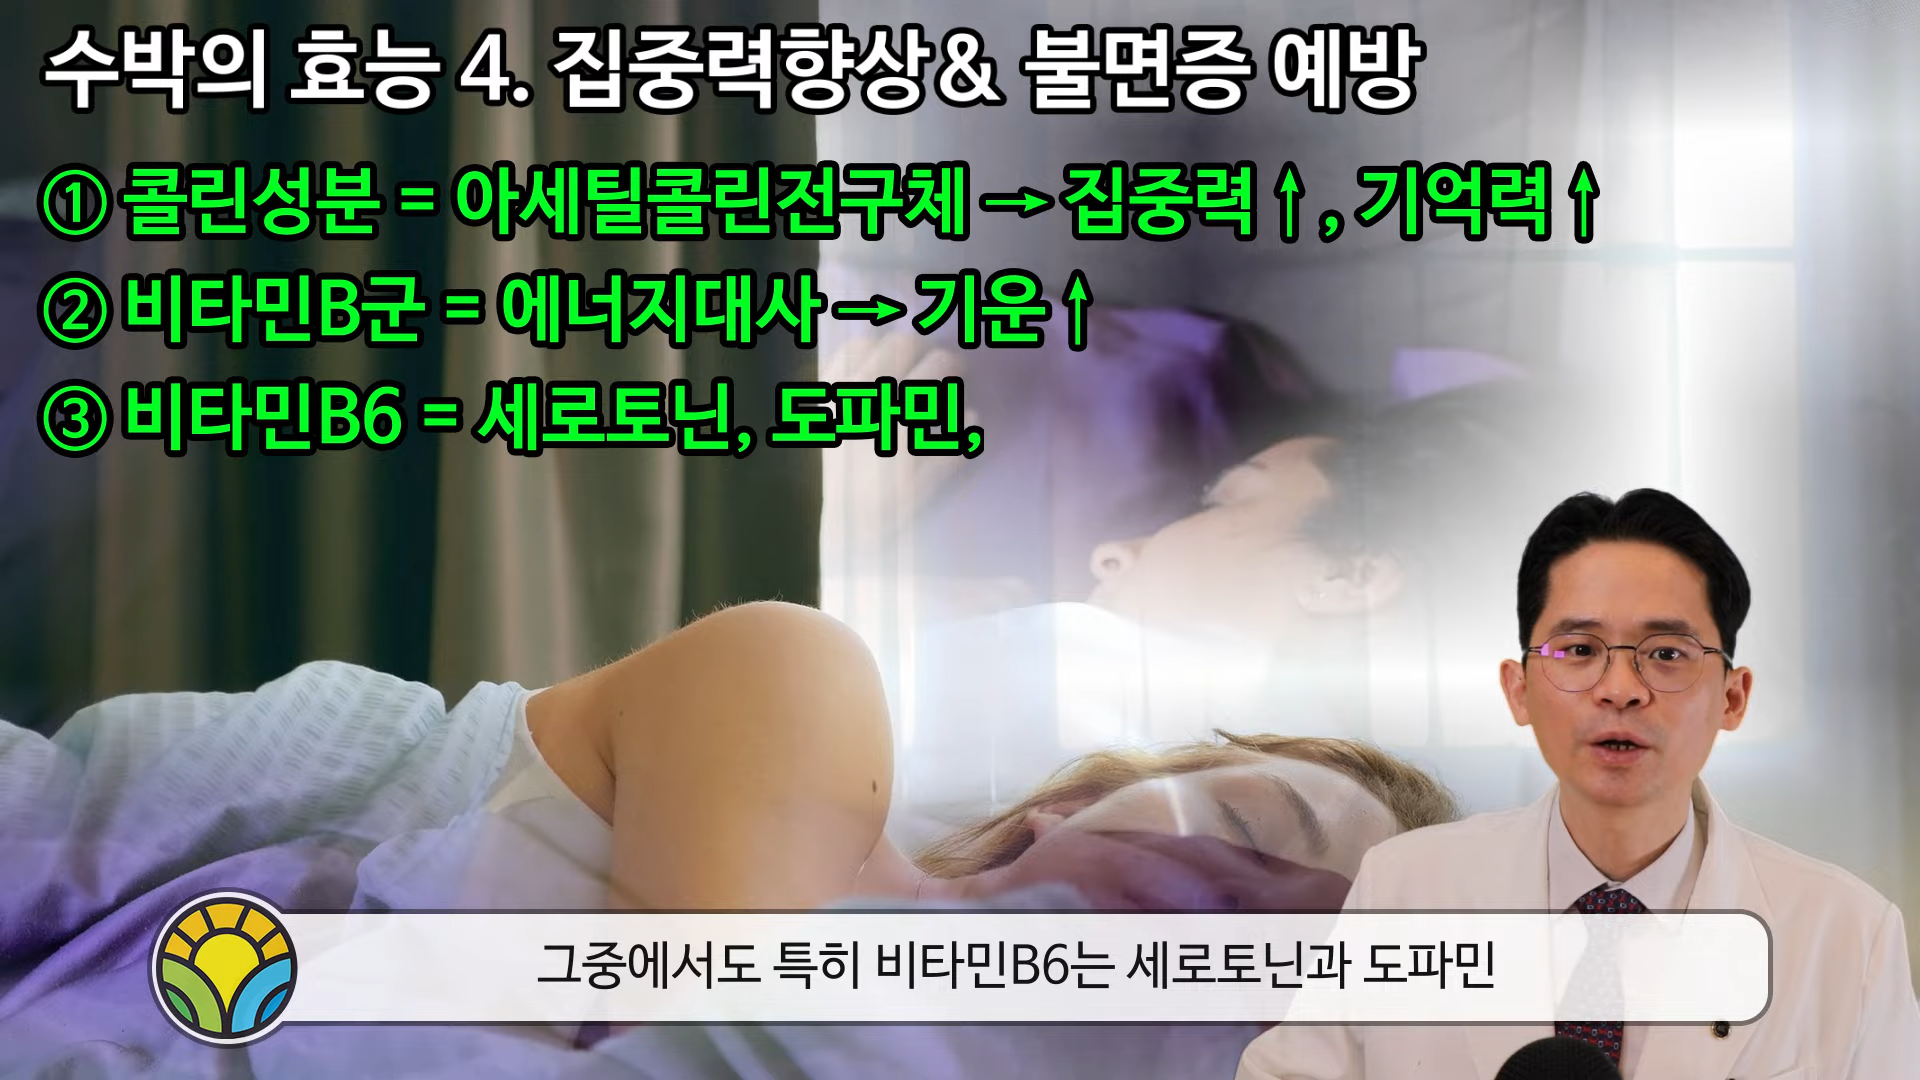 수박의 효능 4. 집중력향상& 불면증 예방
① 콜린성분 = 아세틸콜린전구체 → 집중력↑, 기억력↑
② 비타민B군 = 에너지대사 → 기운↑
③ 비타민B6 = 세로토닌, 도파민,
그중에서도 특히 비타민B6는 세로토닌과 도파민